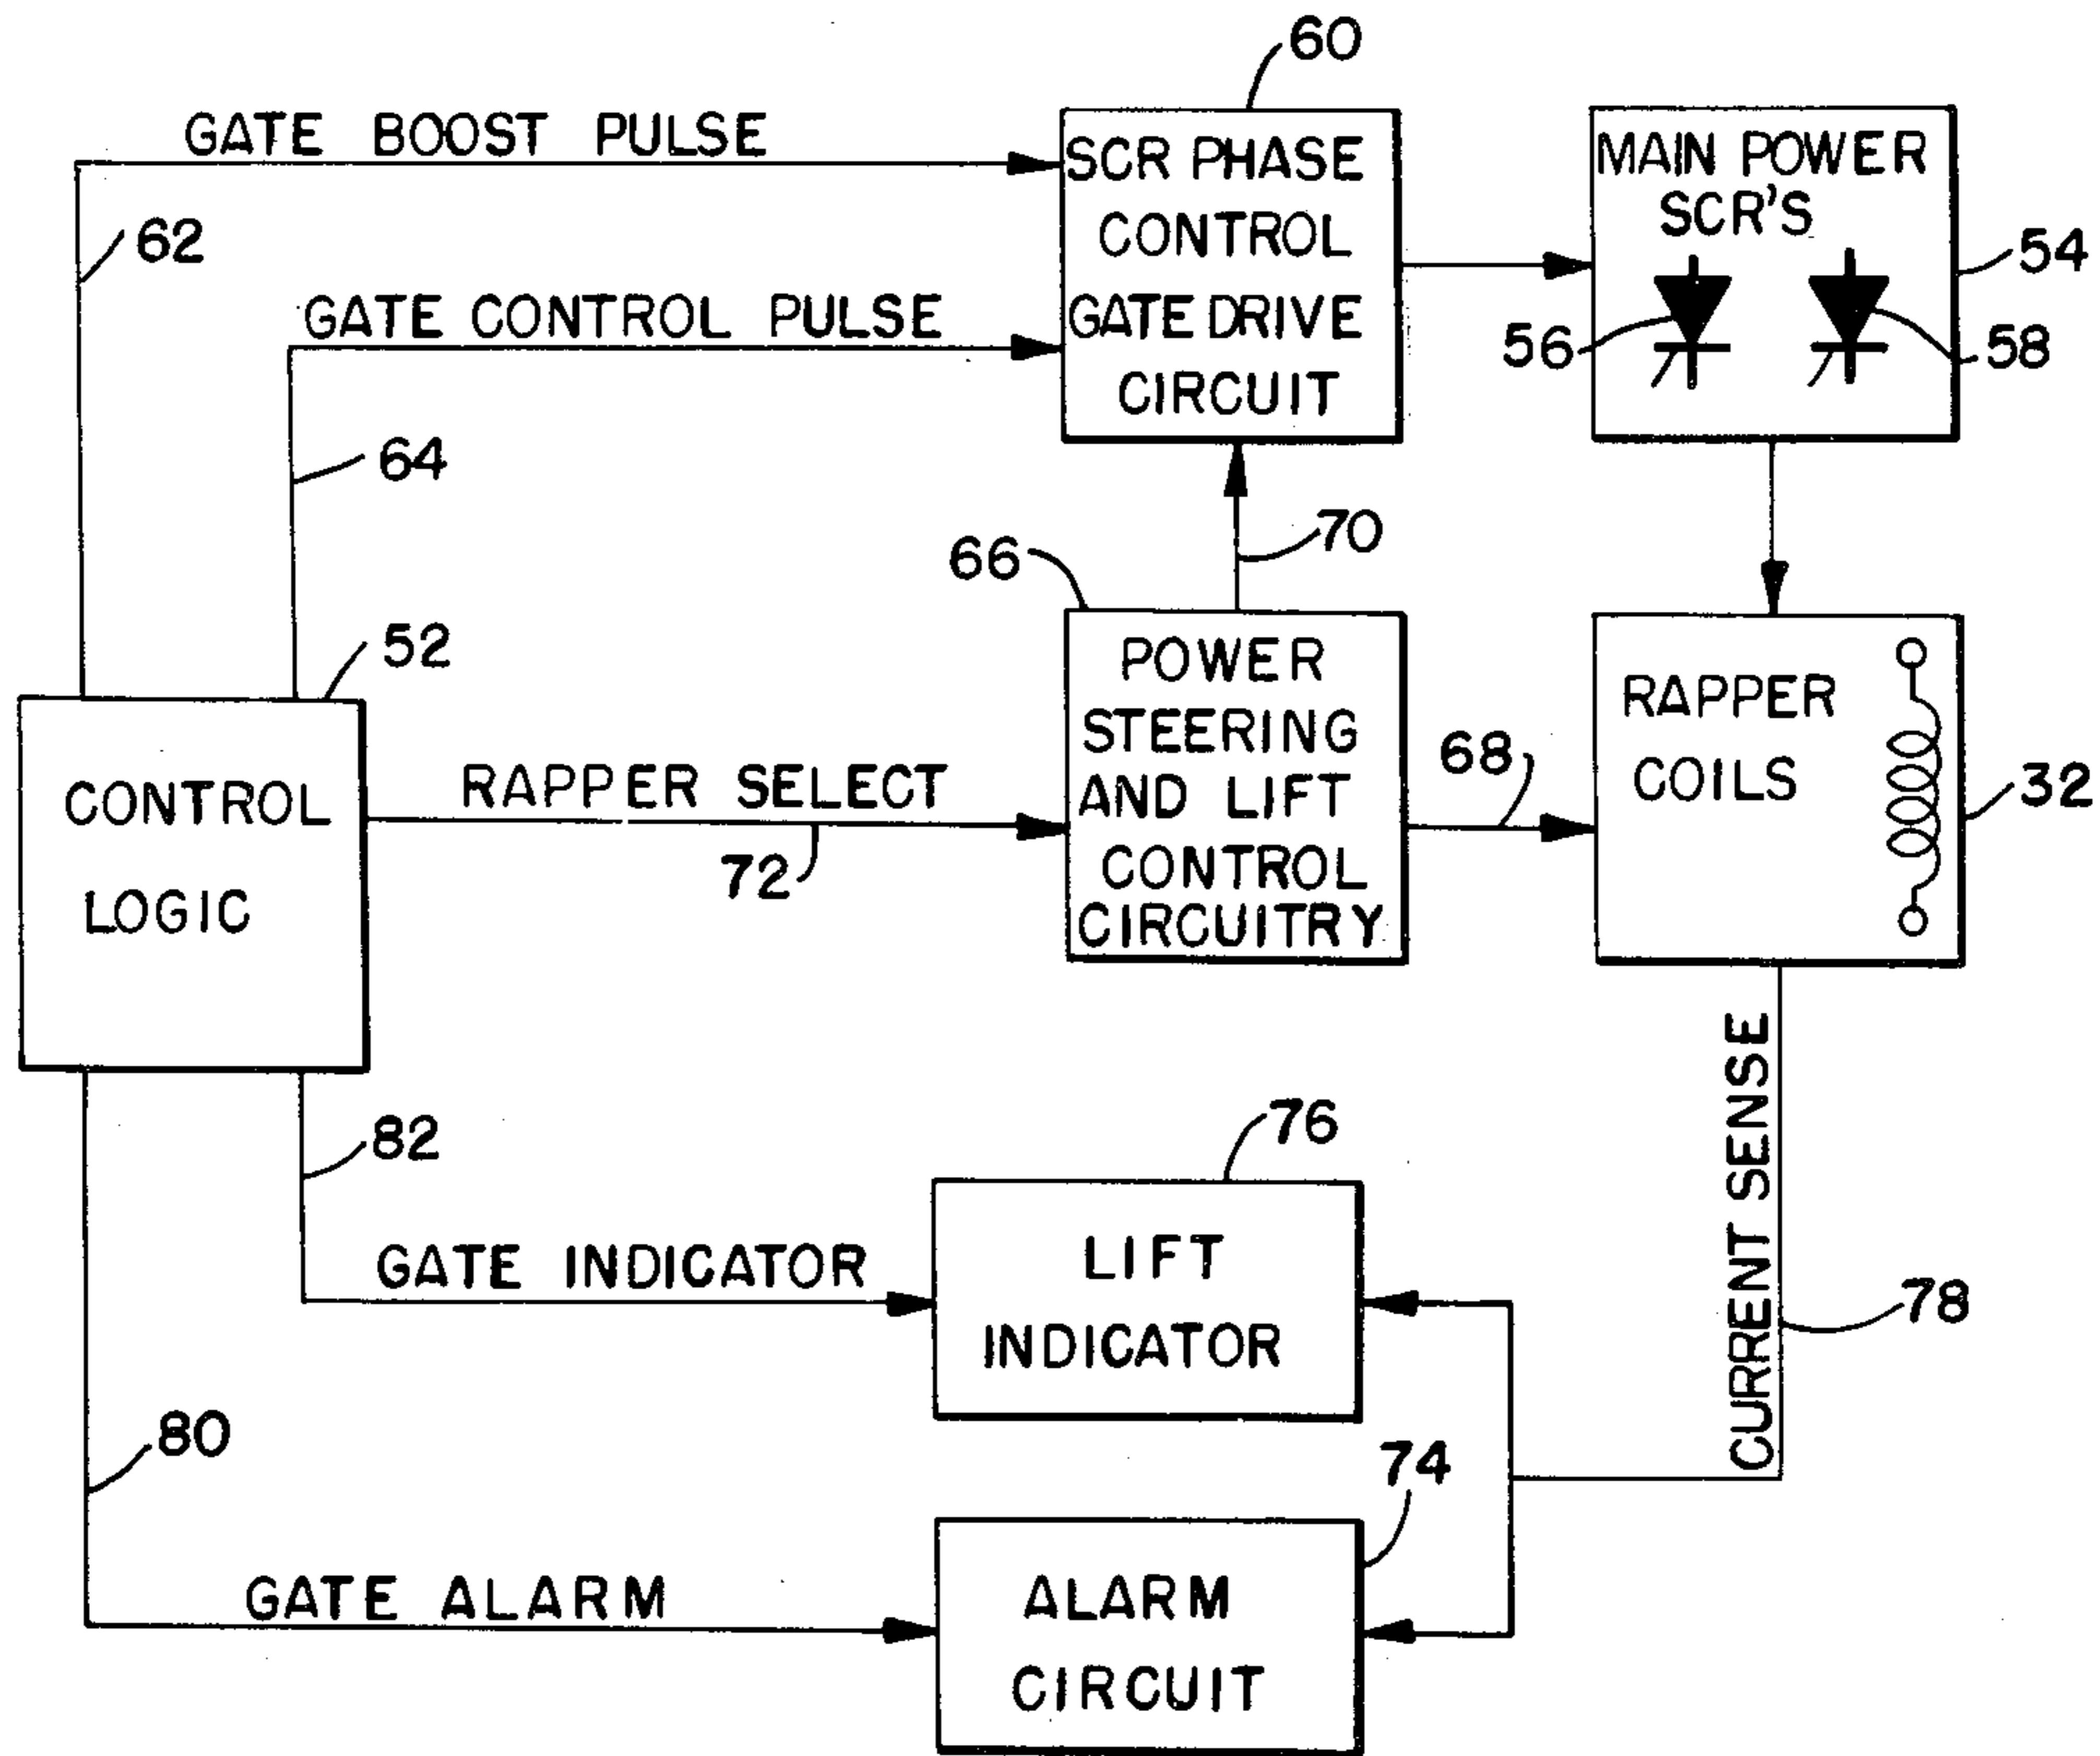 60
GATE BOOST PULSE
SCR PHASE
CONTROL
GATE DRIVE
CIRCUIT
MAIN POWER
SCR'S
62
54
GATE CONTROL PULSE
56
58
64
70
66
52
POWER
STEERING
AND LIFT
CONTROL
CIRCUITRY
RAPPER
COILS
68
32
CONTROL
LOGIC
RAPPER SELECT
72
CURRENT SENSE
82
76
GATE INDICATOR
LIFT
INDICATOR
78
80
74
GATE ALARM
ALARM
CIRCUIT